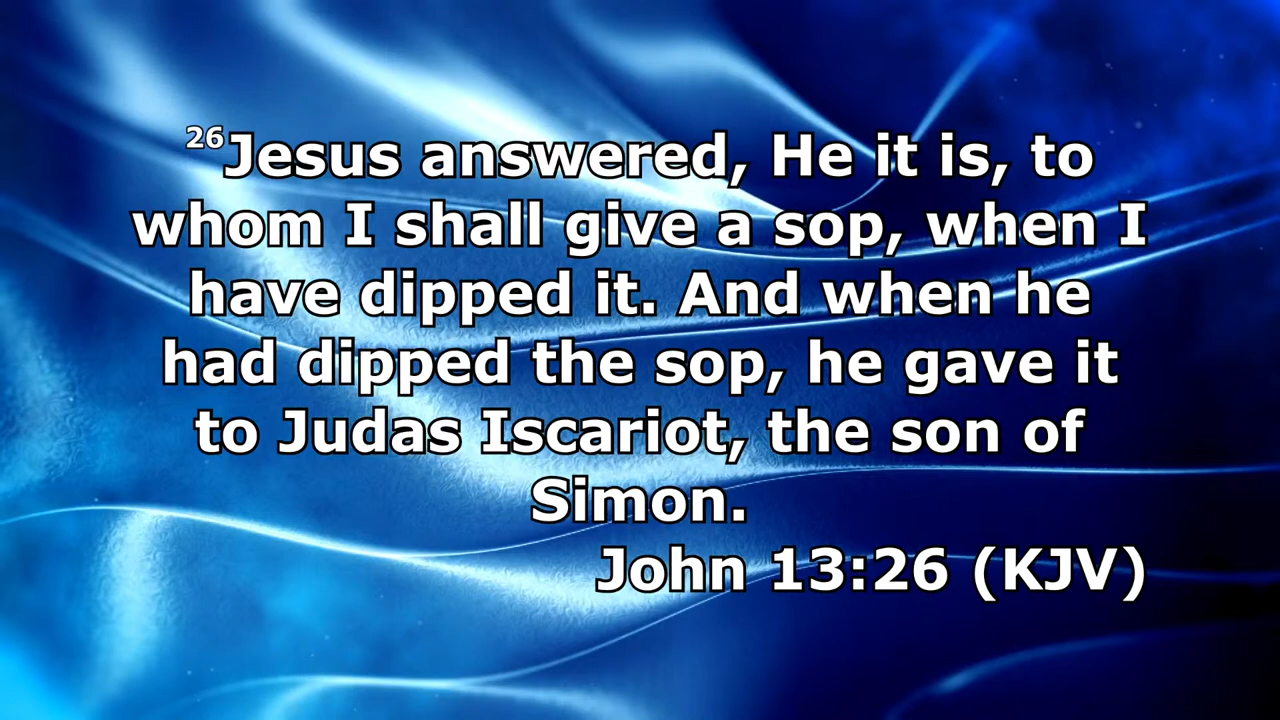 26Jesus answered, He it is, to
whom I shall give a sop, when I
have dipped it. And when he
had dipped the sop, he gave it
to Judas Iscariot, the son of
Simon.
John 13:26 (KJV)